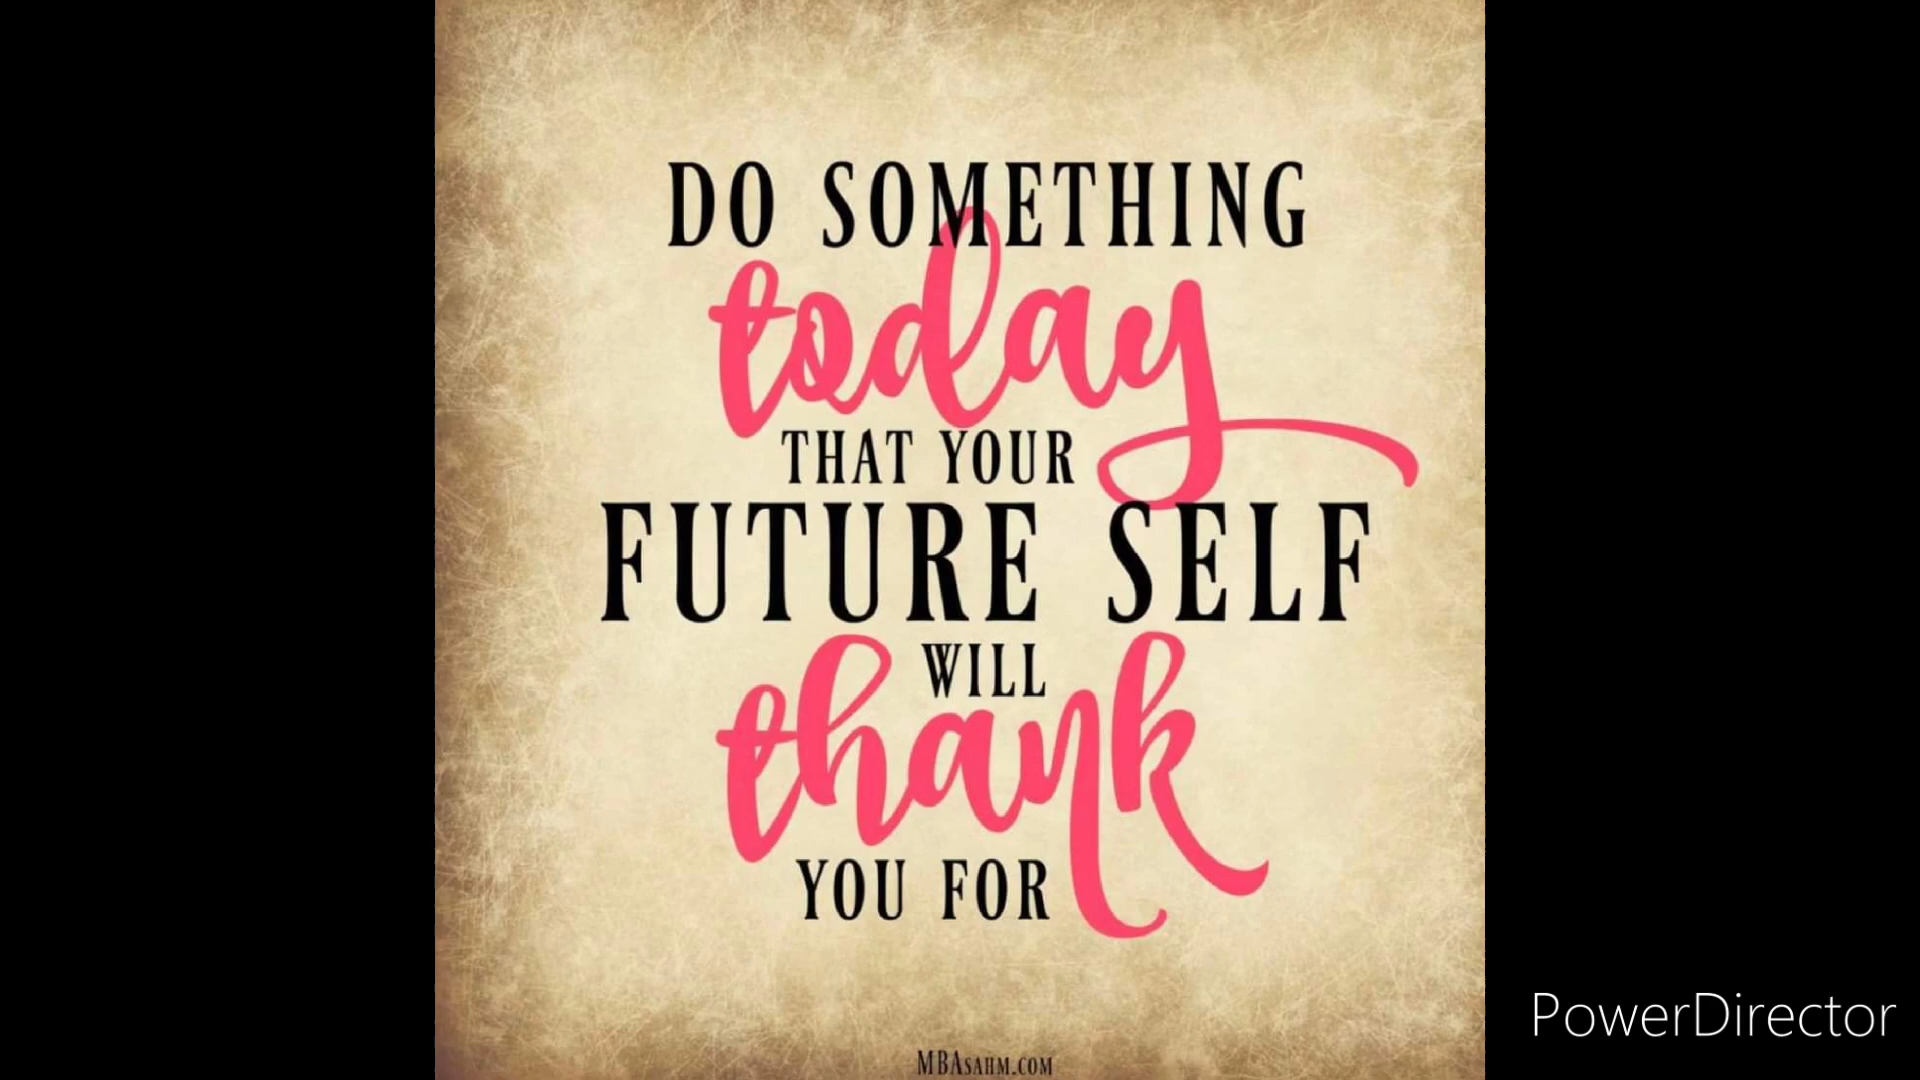 DO SOMETHING
today
THAT YOUR
FUTURE SELF
WILL
thank
YOU FOR
MBASAHM.COM
PowerDirector